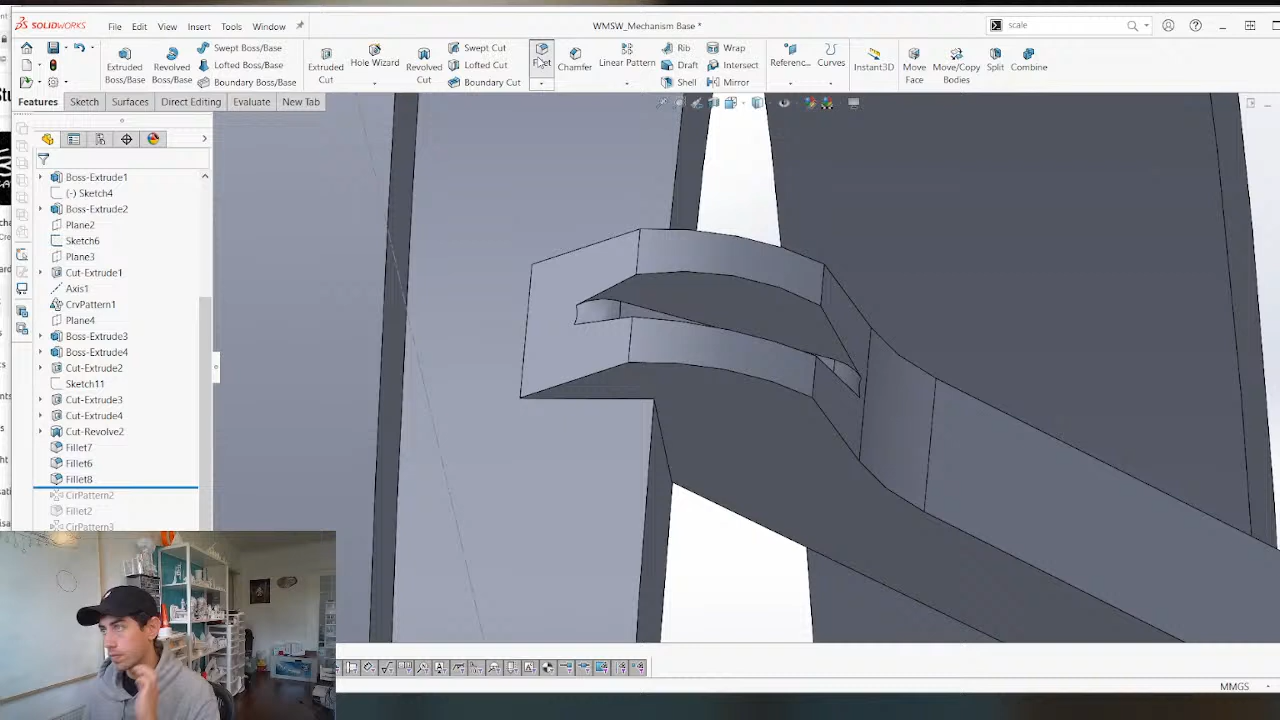 SOLIDWORKS File Edit View Insert Tools Window WMSW_Mechanism Base * scale
Extruded Boss/Base Revolved Boss/Base Swept Boss/Base Lofted Boss/Base Boundary Boss/Base Extruded Cut Hole Wizard Revolved Cut Swept Cut Lofted Cut Boundary Cut Fillet Chamfer Linear Pattern Rib Draft Shell Wrap Intersect Mirror Referenc... Curves Instant3D Move Face Move/Copy Bodies Split Combine
Features Sketch Surfaces Direct Editing Evaluate New Tab
Boss-Extrude1
(-) Sketch4
Boss-Extrude2
Plane2
Sketch6
Plane3
Cut-Extrude1
Axis1
CrvPattern1
Plane4
Boss-Extrude3
Boss-Extrude4
Cut-Extrude2
Sketch11
Cut-Extrude3
Cut-Extrude4
Cut-Revolve2
Fillet7
Fillet6
Fillet8
CirPattern2
Fillet2
CirPattern3
MMGS